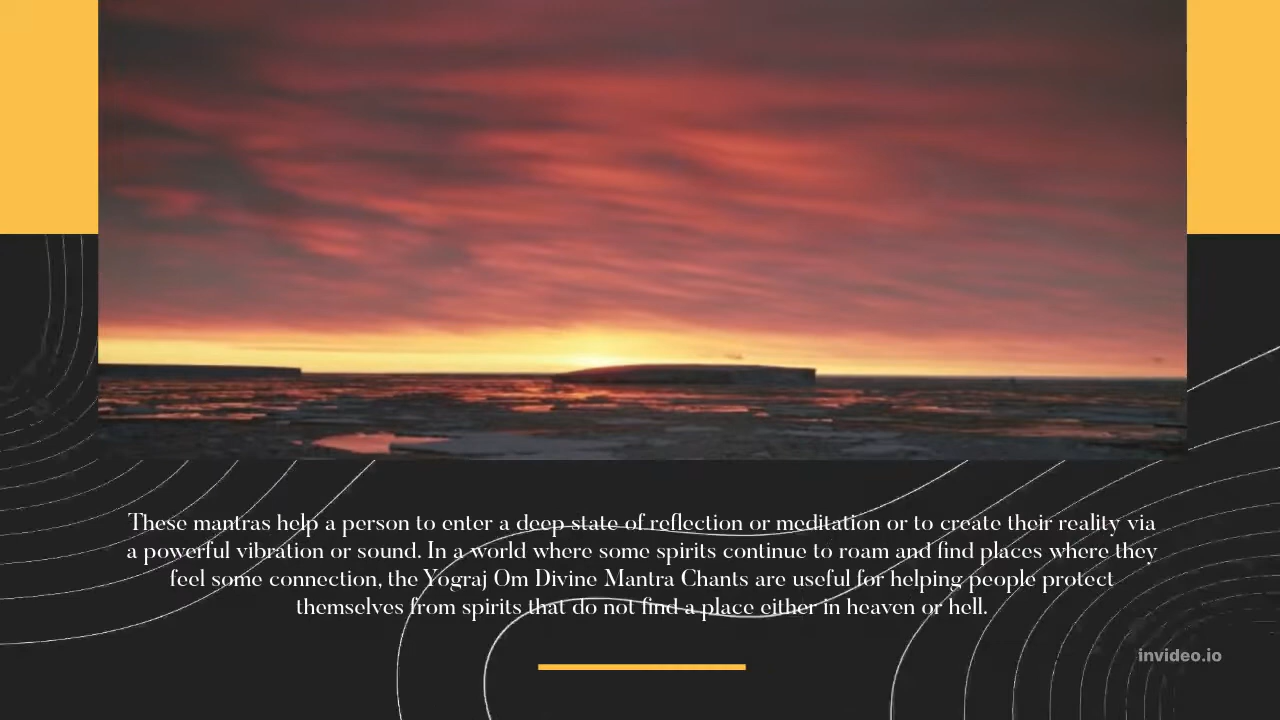 These mantras help a person to enter a deep state of reflection or meditation or to create their reality via
a powerful vibration or sound. In a world where some spirits continue to roam and find places where they
feel some connection, the Yograj Om Divine Mantra Chants are useful for helping people protect
themselves from spirits that do not find a place either in heaven or hell.
invideo.io